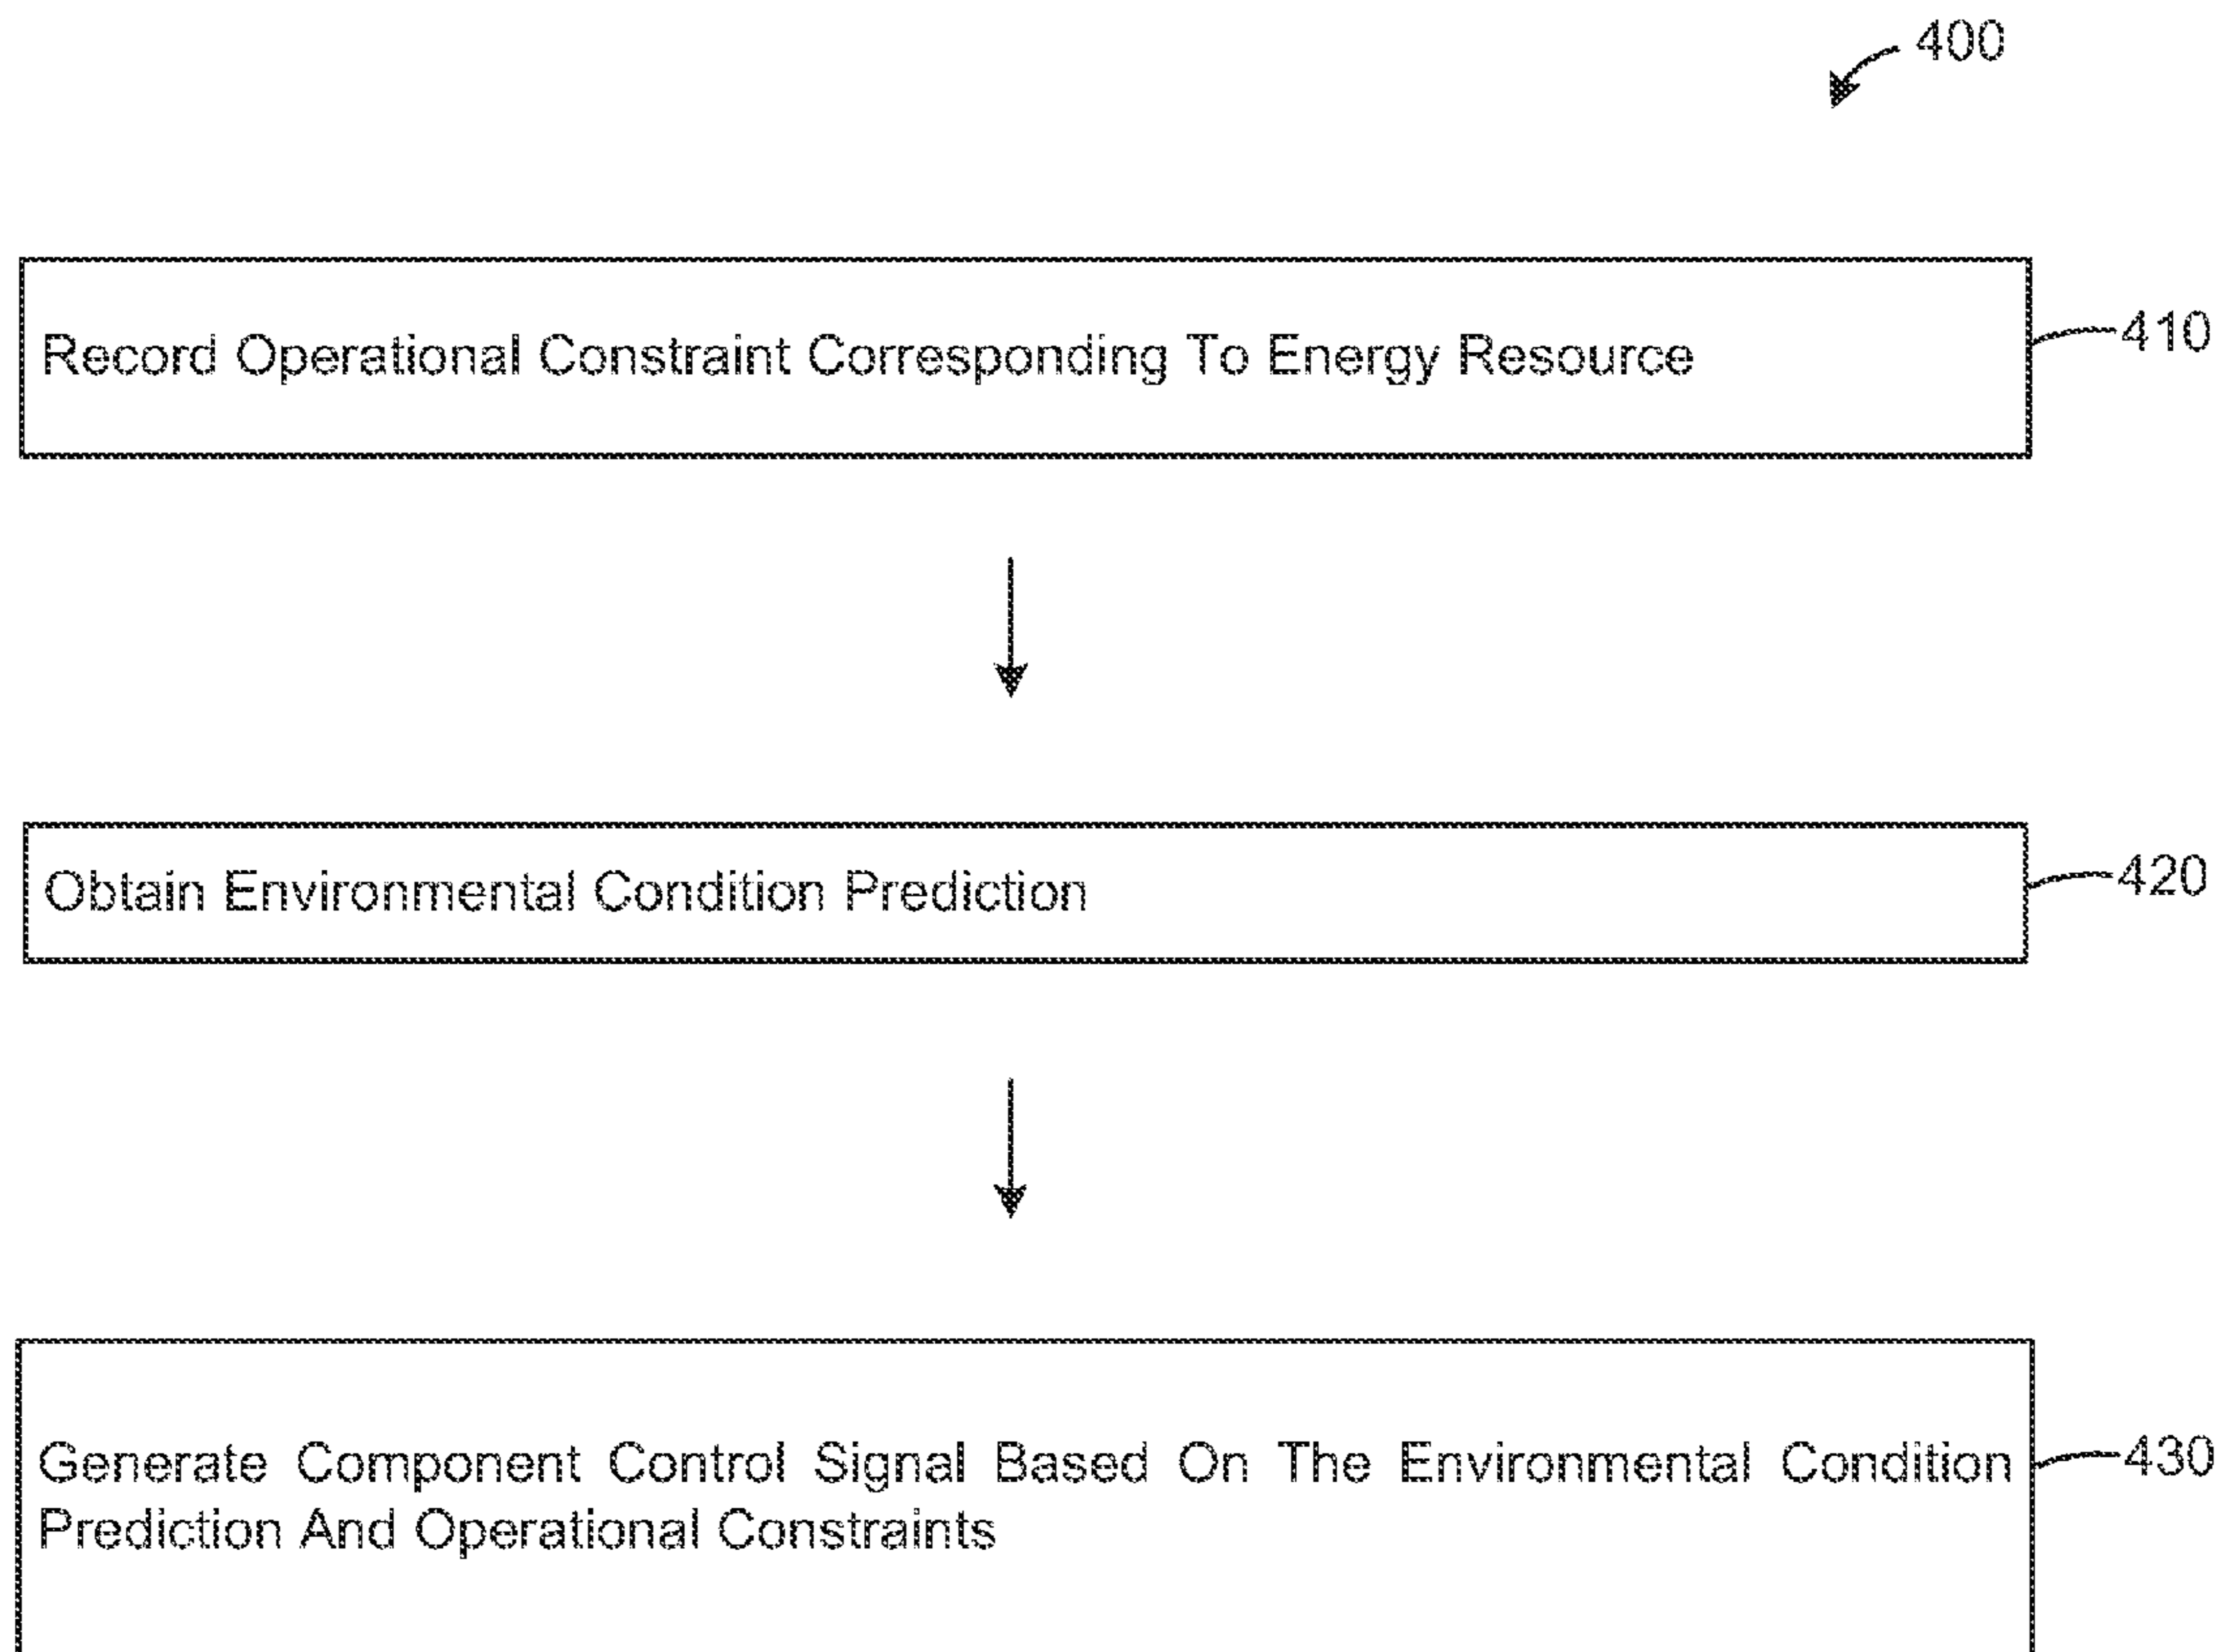 400
Record Operational Constraint Corresponding To Energy Resource
410
Obtain Environmental Condition Prediction
420
Generate Component Control Signal Based On The Environmental Condition
430
Prediction And Operational Constraints